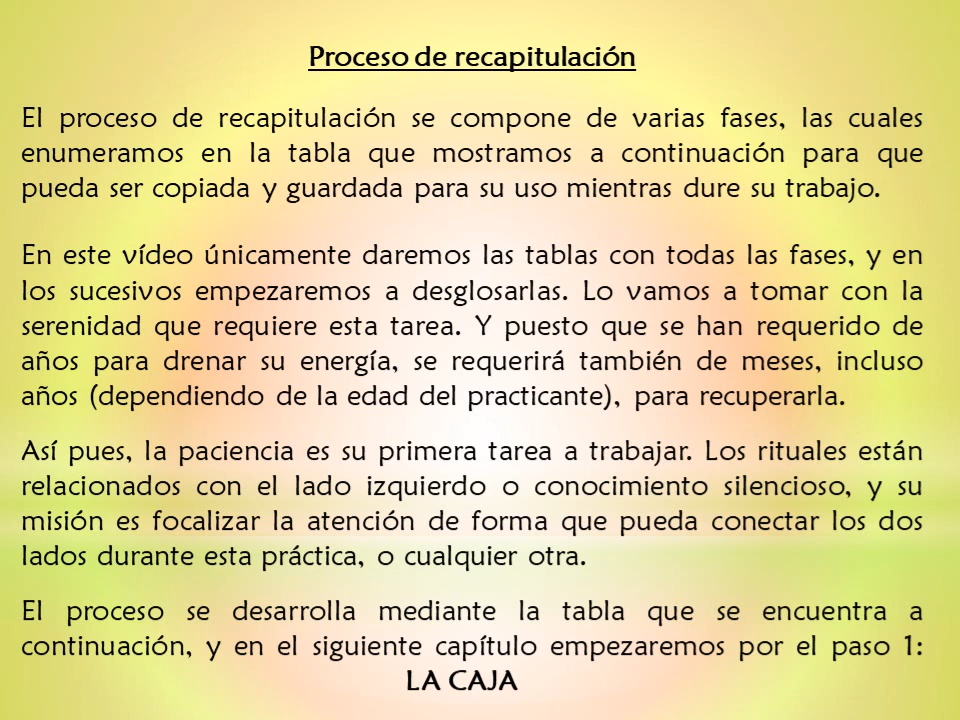 Proceso de recapitulación
El proceso de recapitulación se compone de varias fases, las cuales
enumeramos en la tabla que mostramos a continuación para que
pueda ser copiada y guardada para su uso mientras dure su trabajo.
En este vídeo únicamente daremos las tablas con todas las fases, y en
los sucesivos empezaremos a desglosarlas. Lo vamos a tomar con la
serenidad que requiere esta tarea. Y puesto que se han requerido de
años para drenar su energía, se requerirá también de meses, incluso
años (dependiendo de la edad del practicante), para recuperarla.
Así pues, la paciencia es su primera tarea a trabajar. Los rituales están
relacionados con el lado izquierdo o conocimiento silencioso, y su
misión es focalizar la atención de forma que pueda conectar los dos
lados durante esta práctica, o cualquier otra.
El proceso se desarrolla mediante la tabla que se encuentra a
continuación, y en el siguiente capítulo empezaremos por el paso 1:
LA CAJA